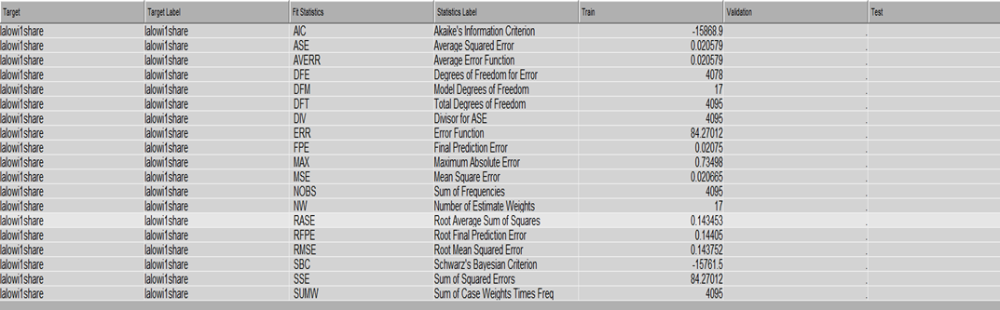 Target Target Label Fit Statistics Statistics Label Train Validation Test
lalowi1share lalowi1share AIC Akaike's Information Criterion -15868.9 .
lalowi1share lalowi1share ASE Average Squared Error 0.020579 .
lalowi1share lalowi1share AVERR Average Error Function 0.020579 .
lalowi1share lalowi1share DFE Degrees of Freedom for Error 4078 .
lalowi1share lalowi1share DFM Model Degrees of Freedom 17 .
lalowi1share lalowi1share DFT Total Degrees of Freedom 4095 .
lalowi1share lalowi1share DIV Divisor for ASE 4095 .
lalowi1share lalowi1share ERR Error Function 84.27012 .
lalowi1share lalowi1share FPE Final Prediction Error 0.02075 .
lalowi1share lalowi1share MAX Maximum Absolute Error 0.73498 .
lalowi1share lalowi1share MSE Mean Square Error 0.020665 .
lalowi1share lalowi1share NOBS Sum of Frequencies 4095 .
lalowi1share lalowi1share NW Number of Estimate Weights 17 .
lalowi1share lalowi1share RASE Root Average Sum of Squares 0.143453 .
lalowi1share lalowi1share RFPE Root Final Prediction Error 0.14405 .
lalowi1share lalowi1share RMSE Root Mean Squared Error 0.143752 .
lalowi1share lalowi1share SBC Schwarz's Bayesian Criterion -15761.5 .
lalowi1share lalowi1share SSE Sum of Squared Errors 84.27012 .
lalowi1share lalowi1share SUMW Sum of Case Weights Times Freq 4095 .